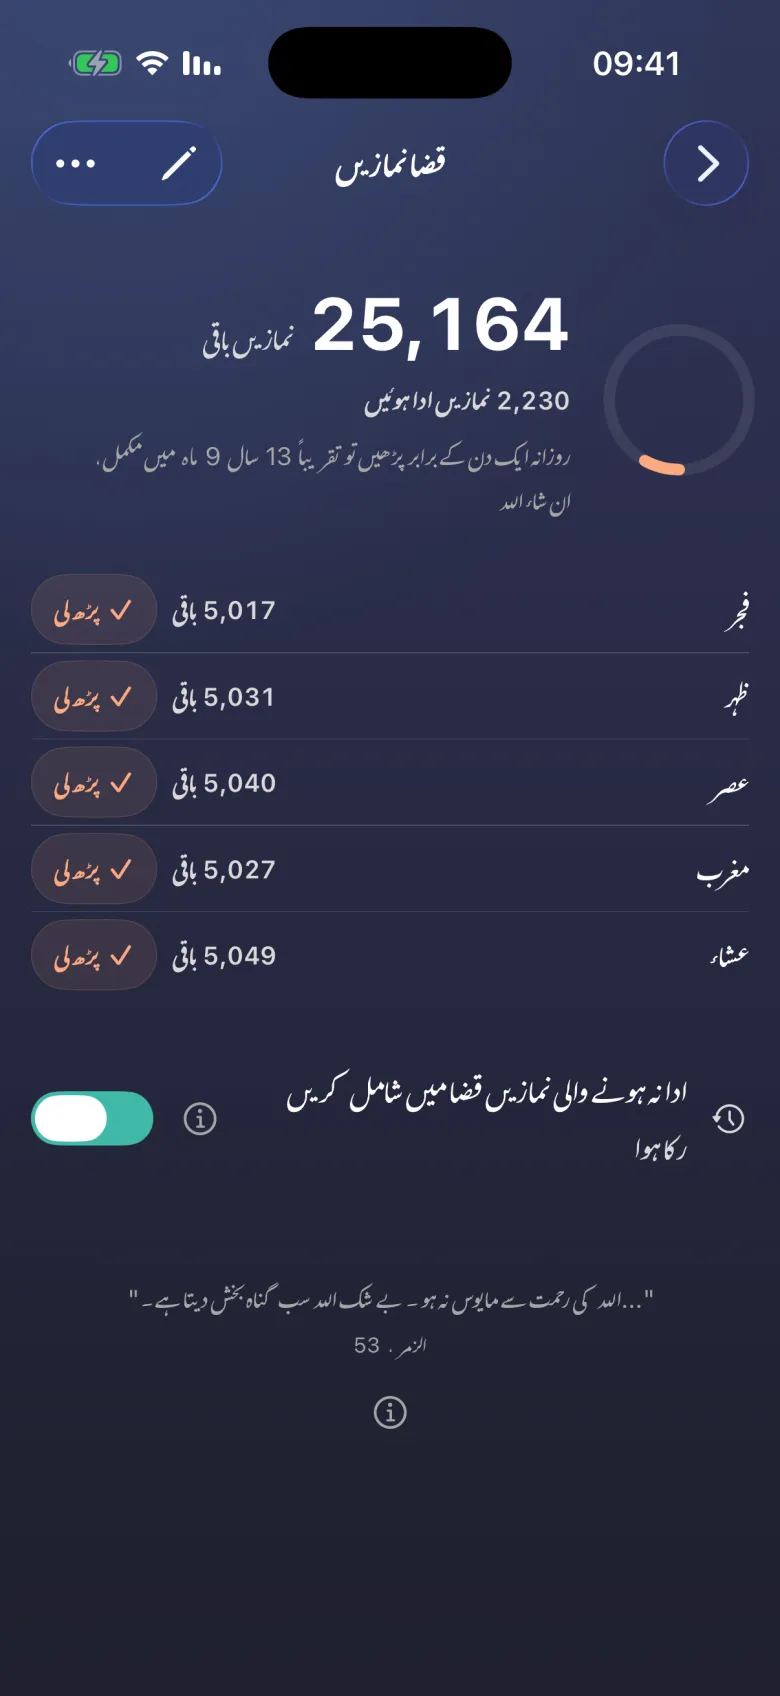 09:41
قضا نمازیں
25,164 نمازیں باقی
2,230 نمازیں ادا ہوئیں
روزانہ ایک دن کے برابر پڑھیں تو تقریباً 13 سال 9 ماہ میں مکمل،
ان شاء اللہ
فجر 5,017 باقی پڑھ لی
ظہر 5,031 باقی پڑھ لی
عصر 5,040 باقی پڑھ لی
مغرب 5,027 باقی پڑھ لی
عشاء 5,049 باقی پڑھ لی
ادا نہ ہونے والی نمازیں قضا میں شامل کریں
رکا ہوا
"...اللہ کی رحمت سے مایوس نہ ہو۔ بے شک اللہ سب گناہ بخش دیتا ہے۔"
الزمر، 53